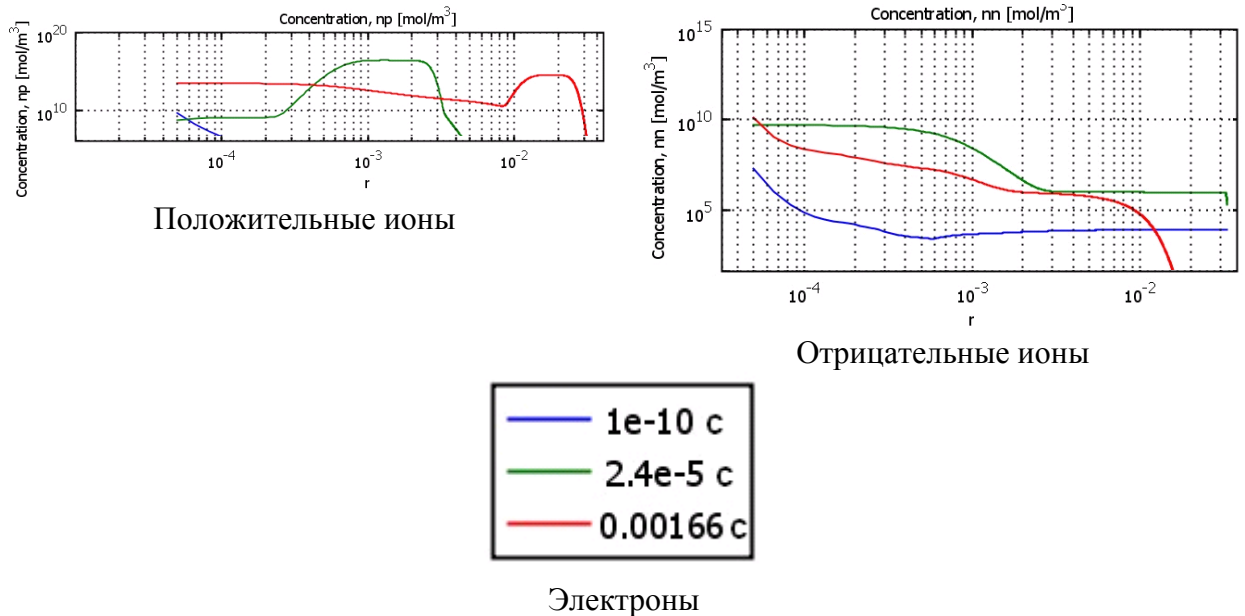 Concentration, np [mol/m³]
Concentration, np [mol/m³]
10²⁰
10¹⁰
10⁻⁴
10⁻³
10⁻²
r
Положительные ионы
Concentration, nn [mol/m³]
Concentration, nn [mol/m³]
10¹⁵
10¹⁰
10⁵
10⁻⁴
10⁻³
10⁻²
r
Отрицательные ионы
1e-10 c
2.4e-5 c
0.00166 c
Электроны